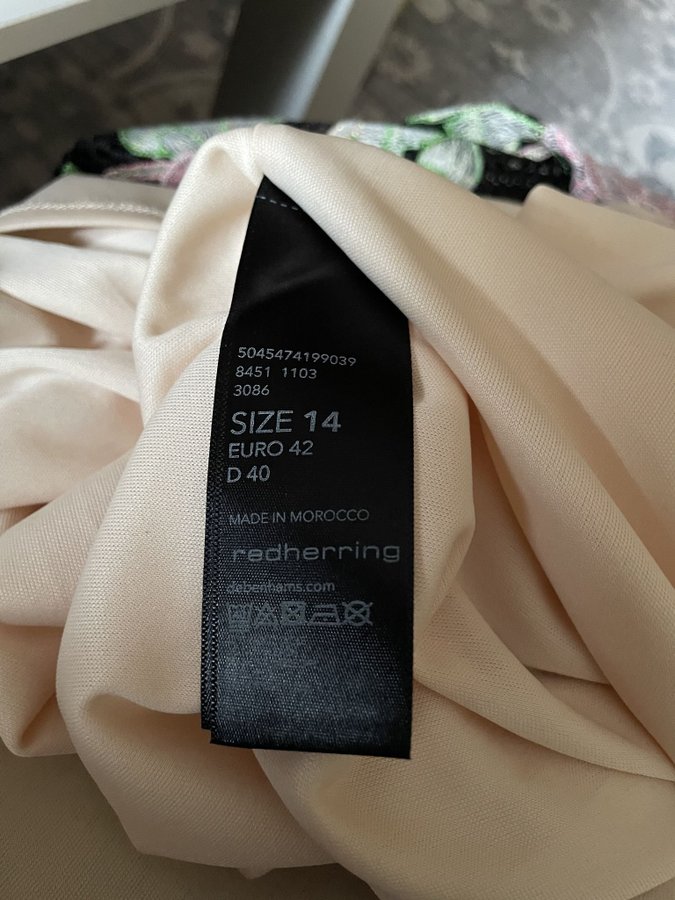 5045474199039
8451 1103
3086
SIZE 14
EURO 42
D 40
MADE IN MOROCCO
redherring
debenhams.com